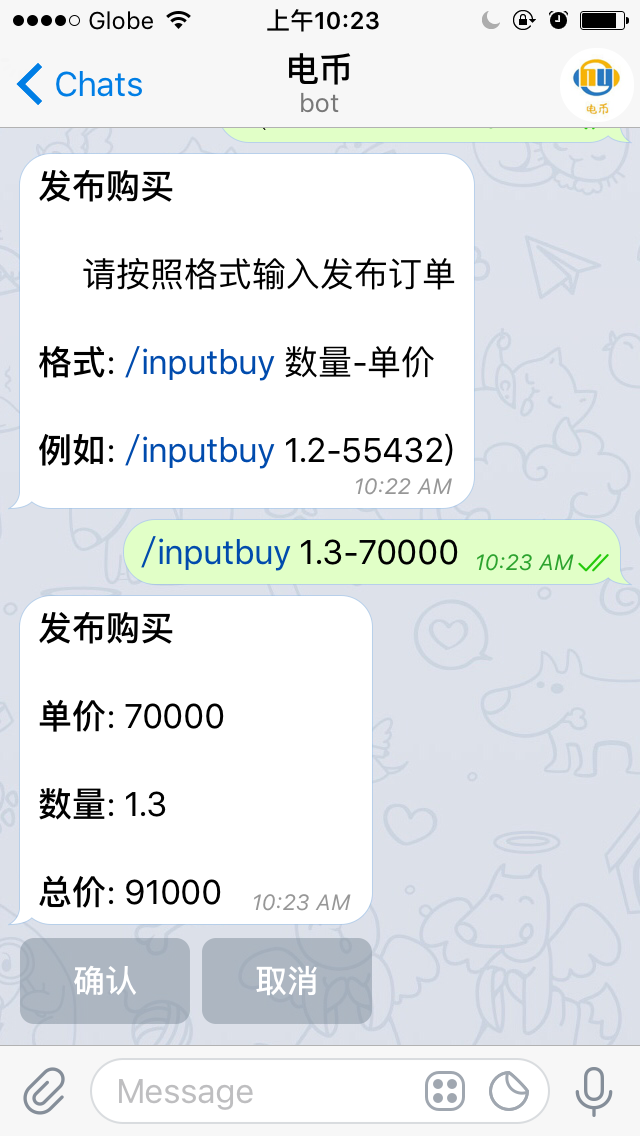 Globe 上午10:23
Chats
电币
bot
电币
发布购买
请按照格式输入发布订单
格式: /inputbuy 数量-单价
例如: /inputbuy 1.2-55432)
10:22 AM
/inputbuy 1.3-70000 10:23 AM
发布购买
单价: 70000
数量: 1.3
总价: 91000 10:23 AM
确认 取消
Message